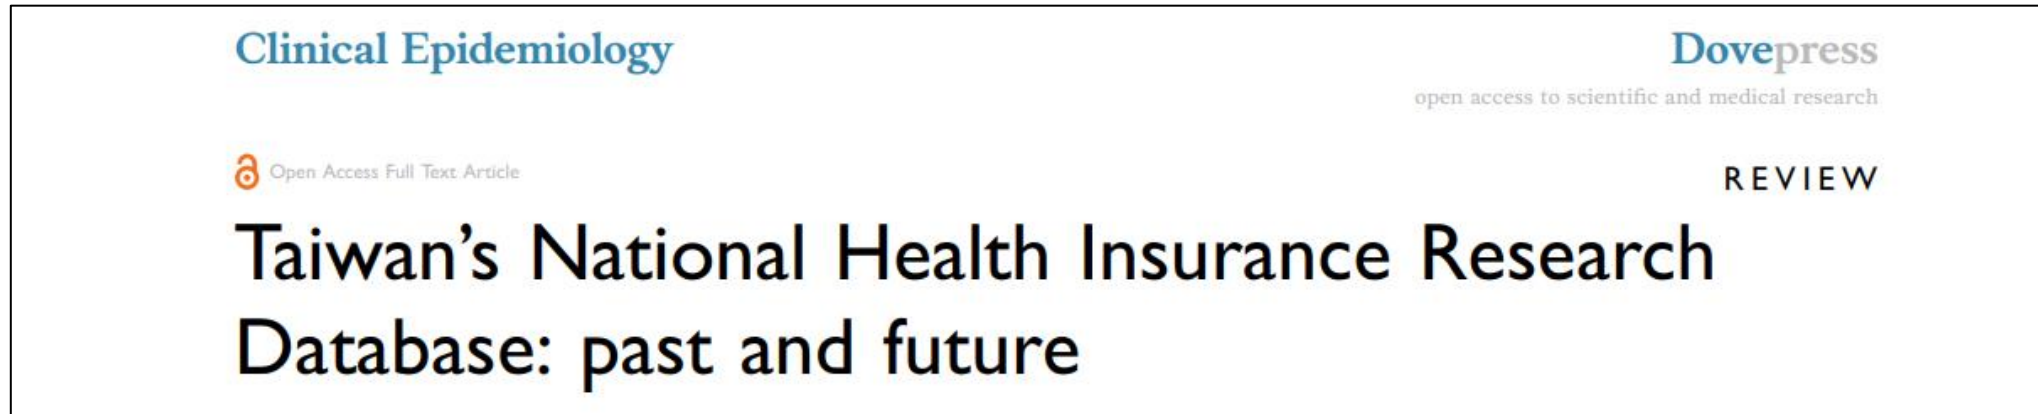 Clinical Epidemiology
Dovepress
open access to scientific and medical research
Open Access Full Text Article
REVIEW
Taiwan’s National Health Insurance Research
Database: past and future